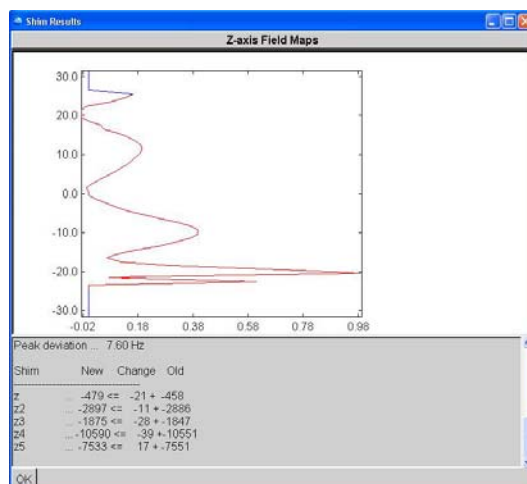 Shim Results
Z-axis Field Maps
30.0
20.0
10.0
0.0
-10.0
-20.0
-30.0
-0.02 0.18 0.38 0.58 0.78 0.98
Peak deviation ... 7.60 Hz
Shim New Change Old
---------------------------------
z ... -479 <= -21 + -458
z2 ... -2897 <= -11 + -2886
z3 ... -1875 <= -28 + -1847
z4 ... -10590 <= -39 +-10551
z5 ... -7533 <= 17 + -7551
OK